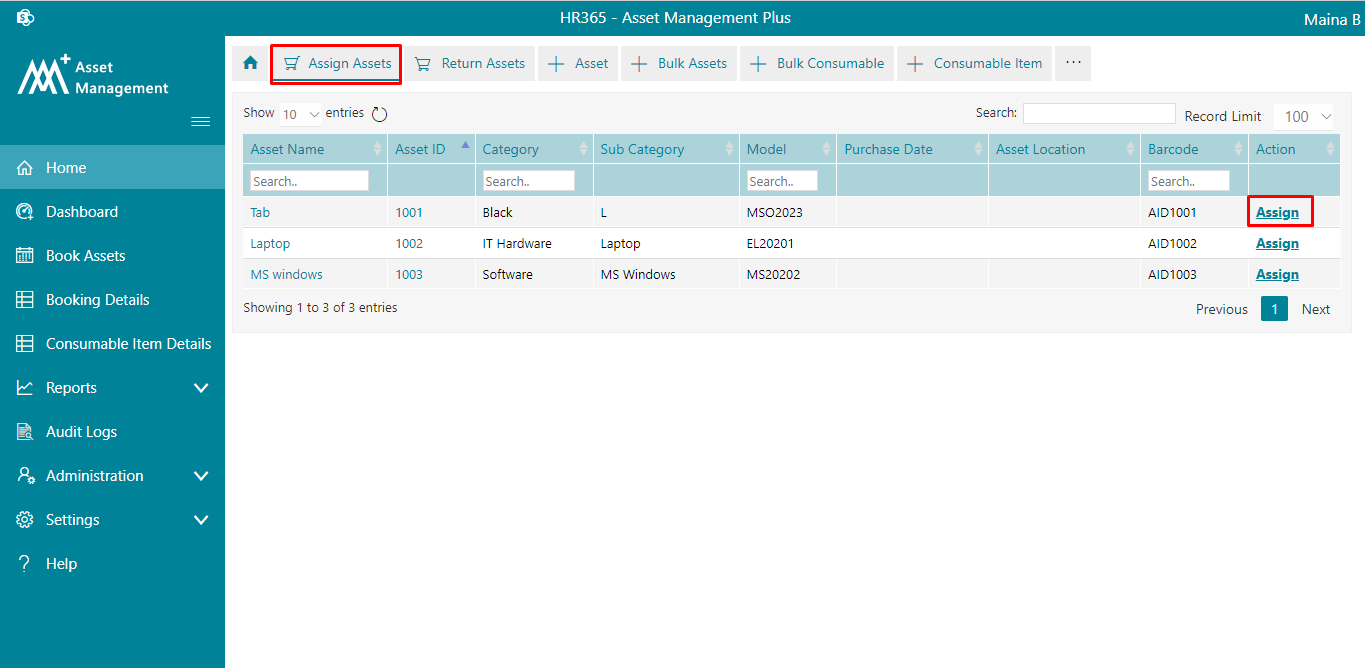 HR365 - Asset Management Plus
Maina B
Asset
Management
Home
Dashboard
Book Assets
Booking Details
Consumable Item Details
Reports
Audit Logs
Administration
Settings
Help
Assign Assets Return Assets Asset Bulk Assets Bulk Consumable Consumable Item ...
Show 10 entries Search: Record Limit 100
Asset Name Asset ID Category Sub Category Model Purchase Date Asset Location Barcode Action
Search.. Search.. Search.. Search..
Tab 1001 Black L MSO2023 AID1001 Assign
Laptop 1002 IT Hardware Laptop EL20201 AID1002 Assign
MS windows 1003 Software MS Windows MS20202 AID1003 Assign
Showing 1 to 3 of 3 entries Previous 1 Next